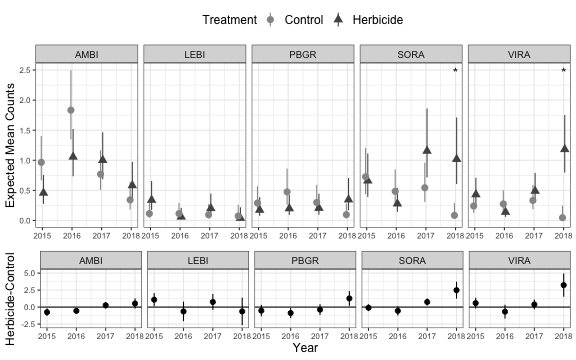 Treatment Control Herbicide
AMBI LEBI PBGR SORA VIRA
* *
Expected Mean Counts
2.5
2.0
1.5
1.0
0.5
0.0
2015 2016 2017 2018 2015 2016 2017 2018 2015 2016 2017 2018 2015 2016 2017 2018 2015 2016 2017 2018
AMBI LEBI PBGR SORA VIRA
Herbicide-Control
5.0
2.5
0.0
-2.5
2015 2016 2017 2018 2015 2016 2017 2018 2015 2016 2017 2018 2015 2016 2017 2018 2015 2016 2017 2018
Year